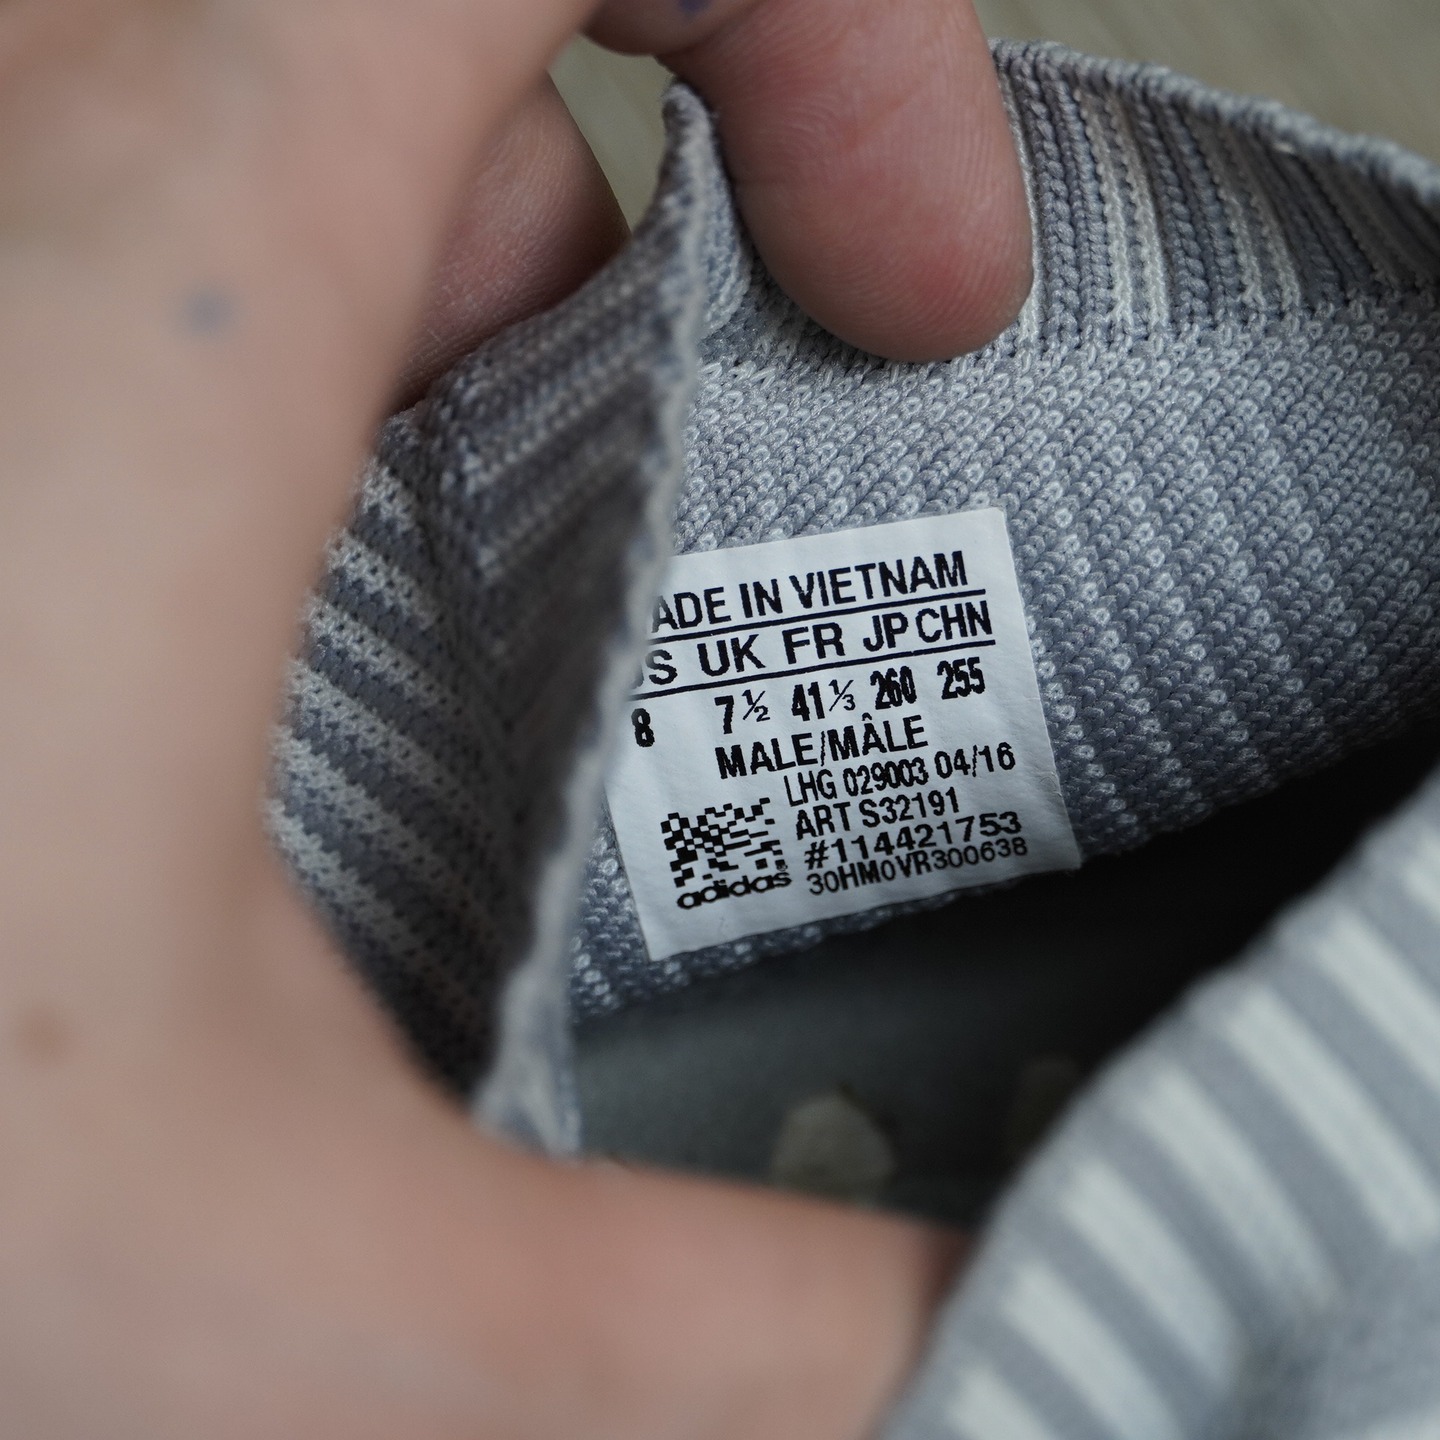 ADE IN VIETNAM
US UK FR JP CHN
8 7½ 41⅓ 260 255
MALE/MÂLE
LHG 029003 04/16
ART S32191
#114421753
30HM0VR300638
adidas